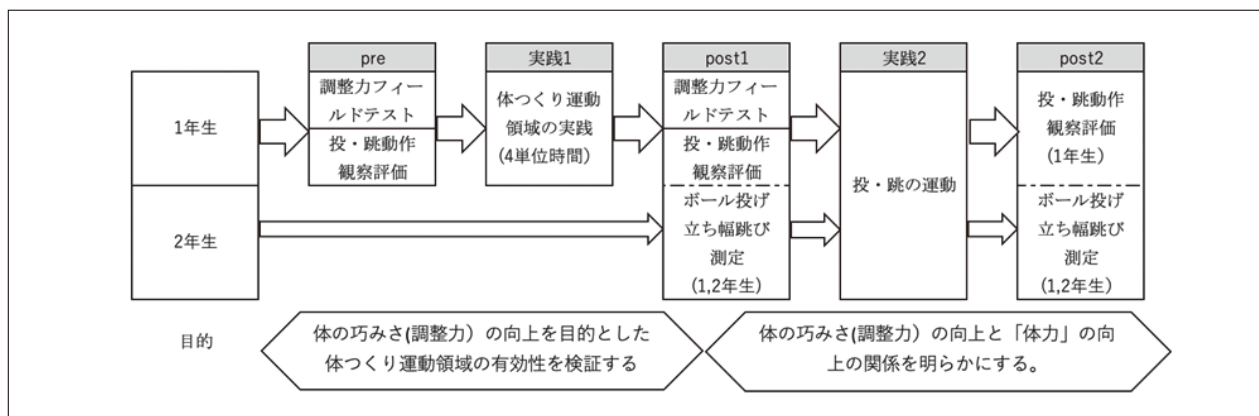 pre
実践1
post1
実践2
post2
1年生
調整力フィー
ルドテスト
投・跳動作
観察評価
体つくり運動
領域の実践
(4単位時間)
調整力フィー
ルドテスト
投・跳動作
観察評価
投・跳の運動
投・跳動作
観察評価
(1年生)
2年生
ボール投げ
立ち幅跳び
測定
(1,2年生)
ボール投げ
立ち幅跳び
測定
(1,2年生)
目的
体の巧みさ(調整力）の向上を目的とした
体つくり運動領域の有効性を検証する
体の巧みさ(調整力）の向上と「体力」の向
上の関係を明らかにする。